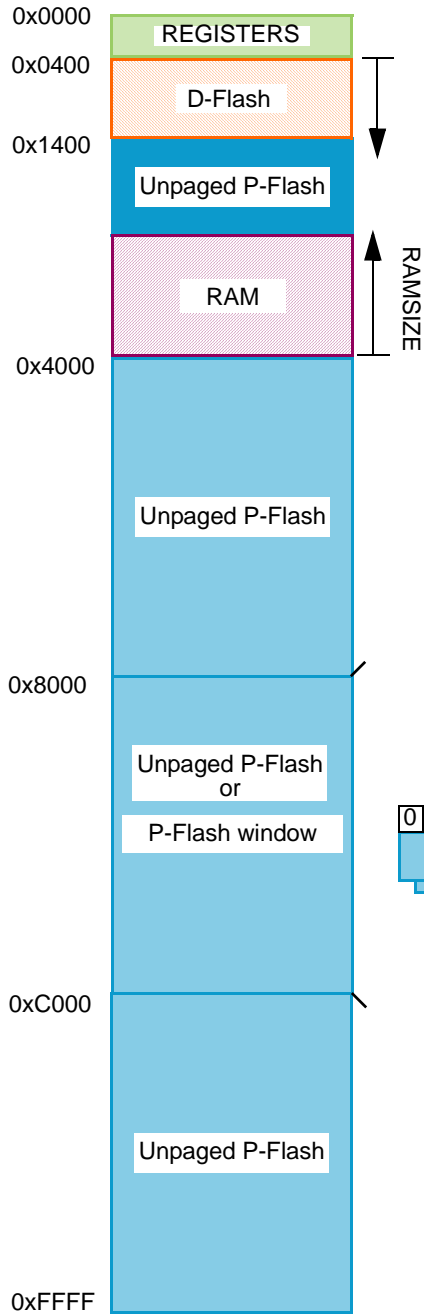 0x0000
REGISTERS
0x0400
D-Flash
0x1400
Unpaged P-Flash
RAM
RAMSIZE
0x4000
Unpaged P-Flash
0x8000
Unpaged P-Flash
or
P-Flash window
0
0xC000
Unpaged P-Flash
0xFFFF